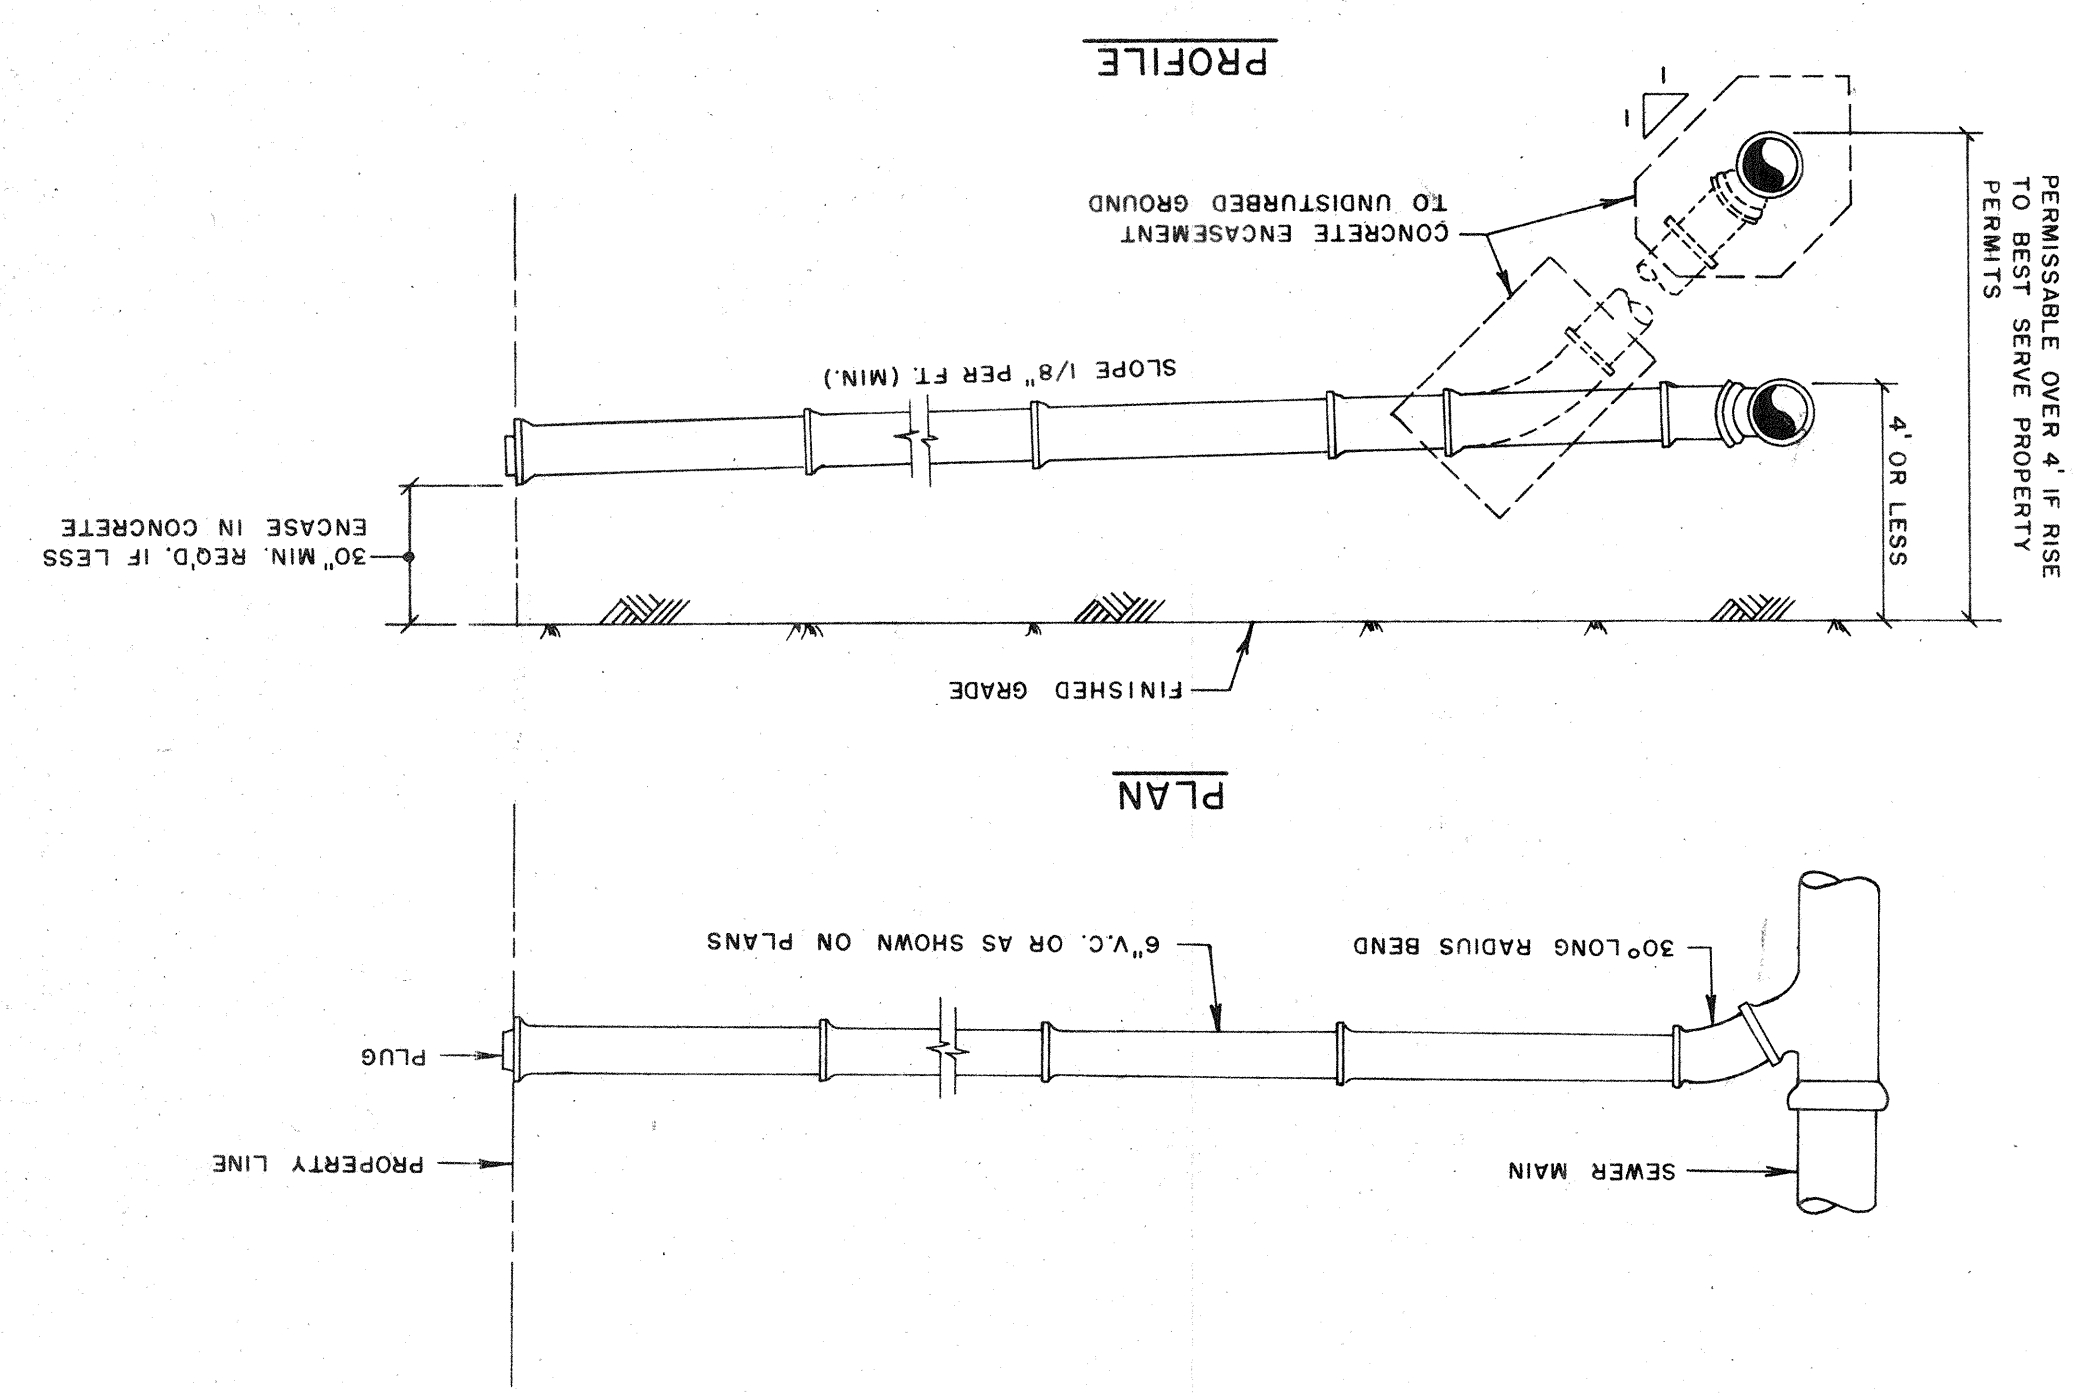 SEWER MAIN
PROPERTY LINE
PLUG
30° LONG RADIUS BEND
6" V.C. OR AS SHOWN ON PLANS
PLAN
FINISHED GRADE
30" MIN. REQ'D. IF LESS
ENCASE IN CONCRETE
4' OR LESS
PERMISSABLE OVER 4' IF RISE
TO BEST SERVE PROPERTY
PERMITS
SLOPE 1/8" PER FT. (MIN.)
CONCRETE ENCASEMENT
TO UNDISTURBED GROUND
1
1
PROFILE